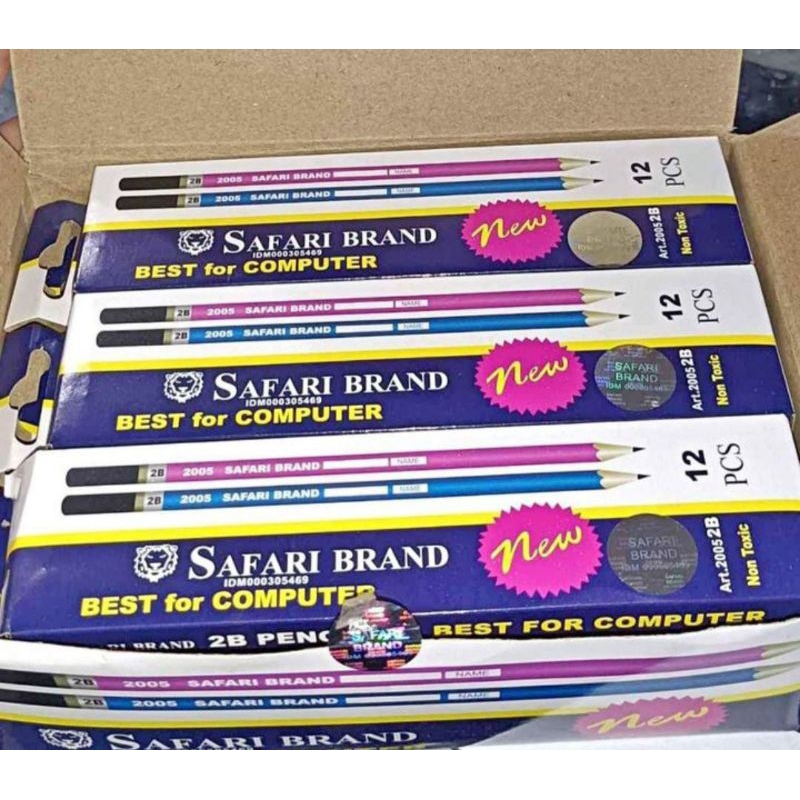 2B 2005 SAFARI BRAND NAME
2B 2005 SAFARI BRAND NAME
12 PCS
SAFARI BRAND
IDM000305469
BEST for COMPUTER
New
Art.2005 2B
Non Toxic
2B 2005 SAFARI BRAND NAME
2B 2005 SAFARI BRAND NAME
12 PCS
SAFARI BRAND
IDM000305469
BEST for COMPUTER
New
SAFARI
BRAND
IDM 000305469
Art.2005 2B
Non Toxic
2B 2005 SAFARI BRAND NAME
2B 2005 SAFARI BRAND NAME
12 PCS
SAFARI BRAND
IDM000305469
BEST for COMPUTER
New
SAFARI
BRAND
IDM 000305469
Art.2005 2B
Non Toxic
BRAND 2B PENC
SAFARI
BRAND
BEST FOR COMPUTER
2B 2005 SAFARI BRAND
2B 2005 SAFARI BRAND NAME
New
SAFARI BRAND